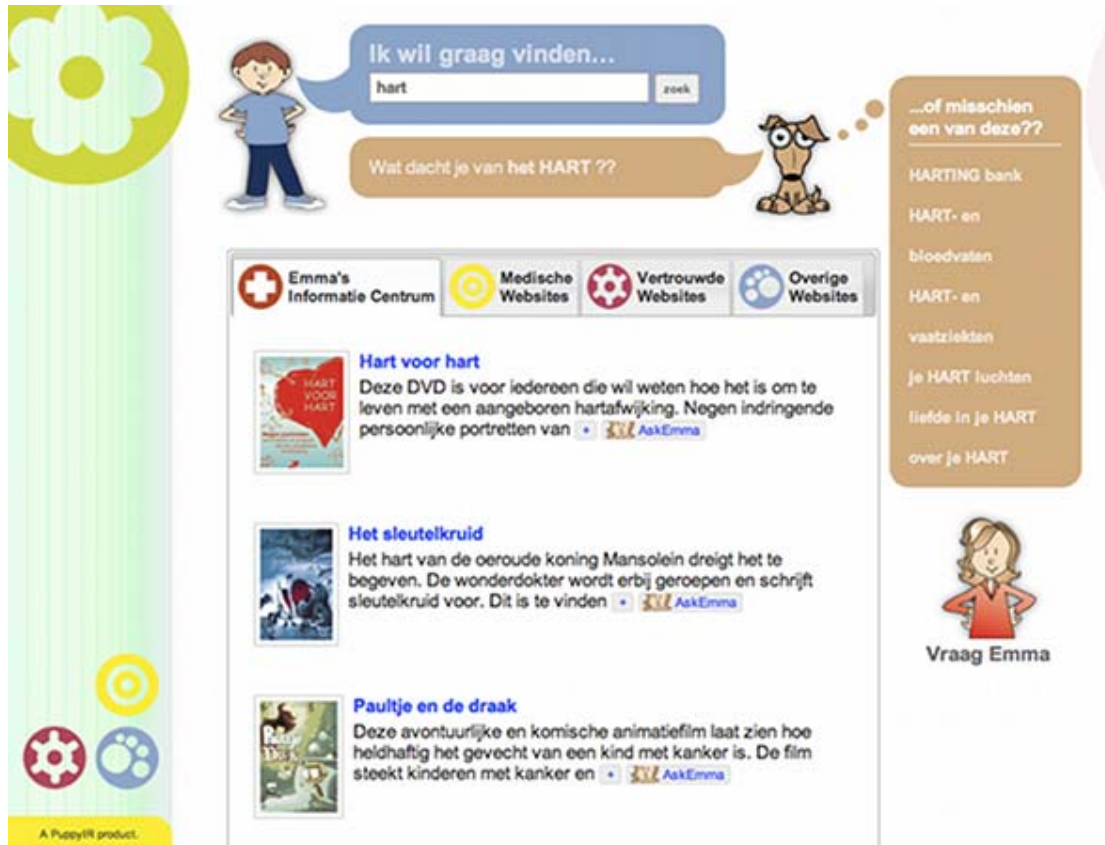 Ik wil graag vinden...
hart
zoek
Wat dacht je van het HART ??
...of misschien
een van deze??
HARTING bank
HART- en
bloedvaten
HART- en
vaatziekten
je HART luchten
liefde in je HART
over je HART
Vraag Emma
Emma's
Informatie Centrum
Medische
Websites
Vertrouwde
Websites
Overige
Websites
HART
VOOR
HART
Hart voor hart
Deze DVD is voor iedereen die wil weten hoe het is om te
leven met een aangeboren hartafwijking. Negen indringende
persoonlijke portretten van + AskEmma
Het sleutelkruid
Het hart van de oeroude koning Mansolein dreigt het te
begeven. De wonderdokter wordt erbij geroepen en schrijft
sleutelkruid voor. Dit is te vinden + AskEmma
Paultje en de draak
Deze avontuurlijke en komische animatiefilm laat zien hoe
heldhaftig het gevecht van een kind met kanker is. De film
steekt kinderen met kanker en + AskEmma
A PuppyIR product.